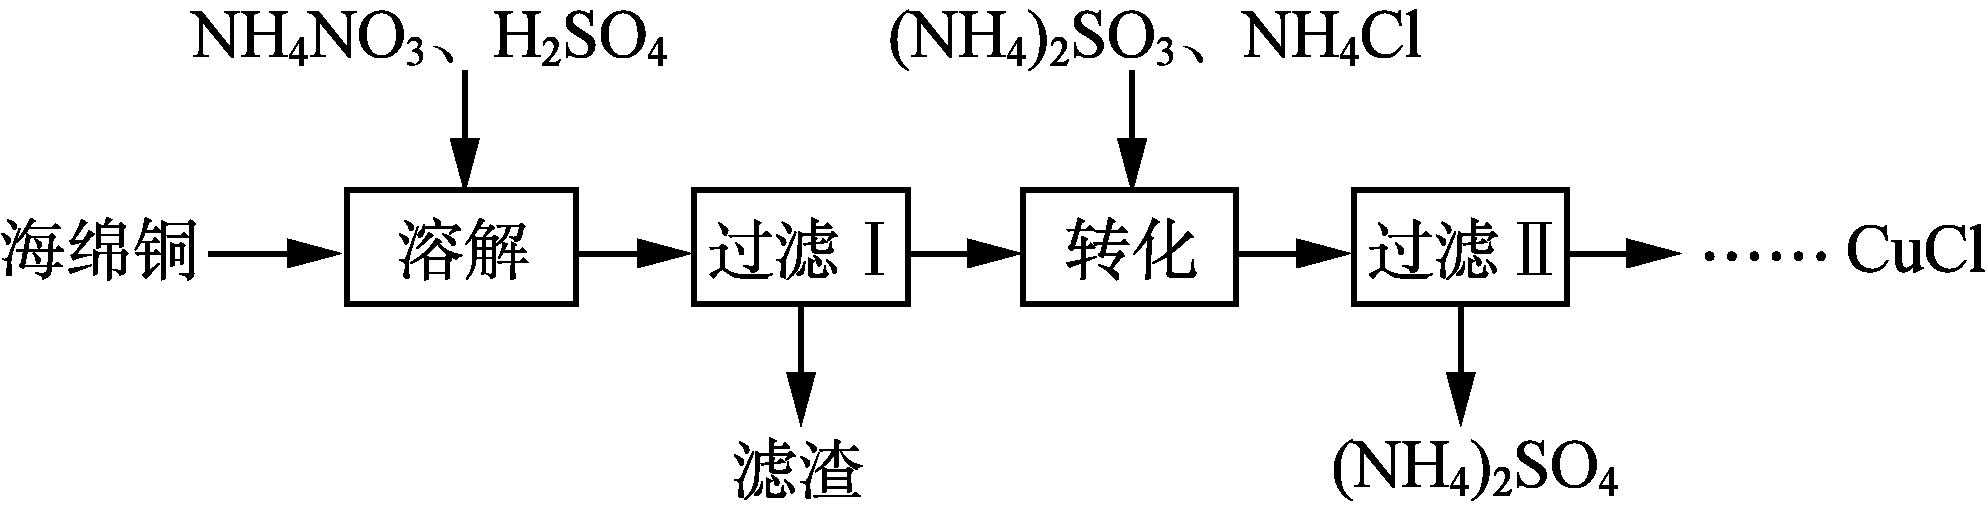 NH₄NO₃、H₂SO₄ (NH₄)₂SO₃、NH₄Cl
海绵铜 溶解 过滤Ⅰ 转化 过滤Ⅱ …… CuCl
滤渣 (NH₄)₂SO₄